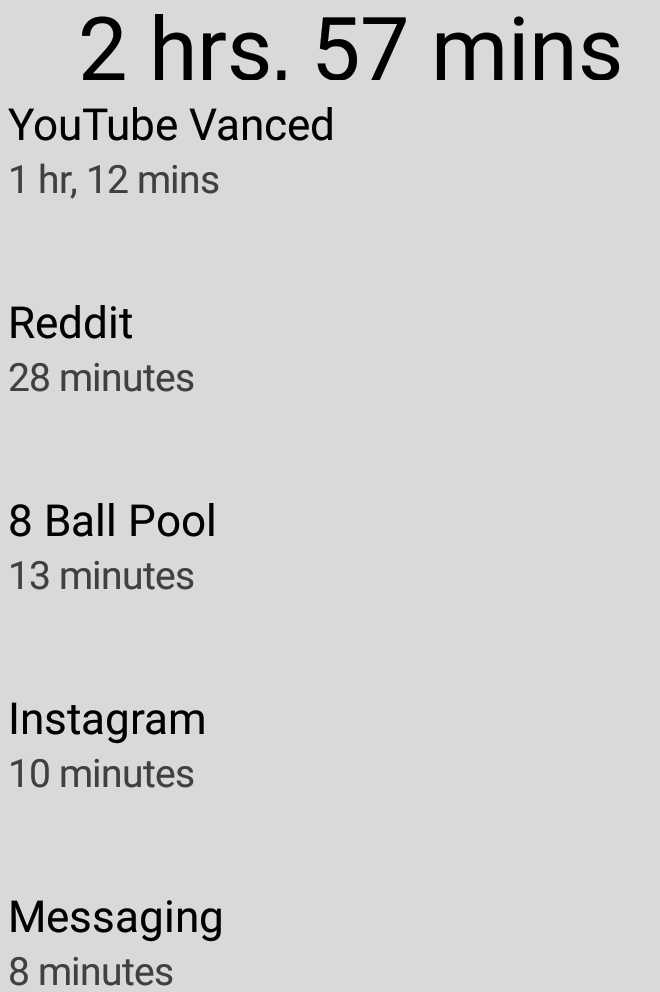 2 hrs. 57 mins
YouTube Vanced
1 hr, 12 mins
Reddit
28 minutes
8 Ball Pool
13 minutes
Instagram
10 minutes
Messaging
8 minutes